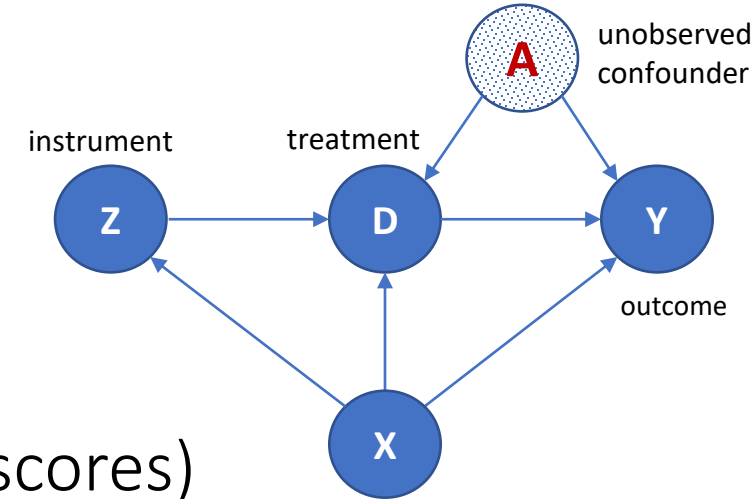 A
unobserved
confounder
instrument
treatment
Z
D
Y
outcome
X
scores)